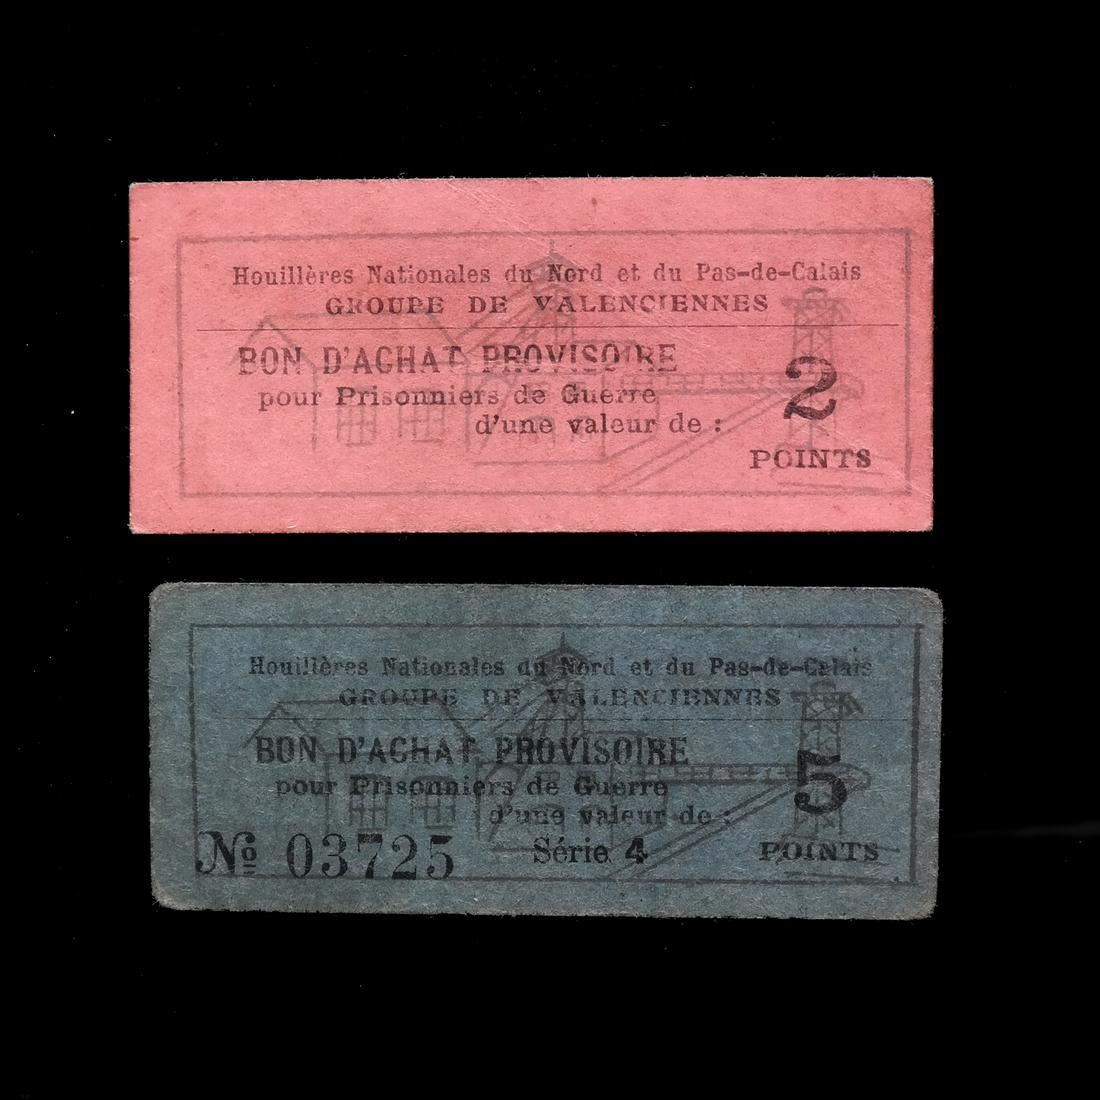 Houillères Nationales du Nord et du Pas-de-Calais
GROUPE DE VALENCIENNES
BON D'ACHAT PROVISOIRE
pour Prisonniers de Guerre
d'une valeur de :
2
POINTS
Houillères Nationales du Nord et du Pas-de-Calais
GROUPE DE VALENCIENNES
BON D'ACHAT PROVISOIRE
pour Prisonniers de Guerre
d'une valeur de :
5
№ 03725 Série 4 POINTS